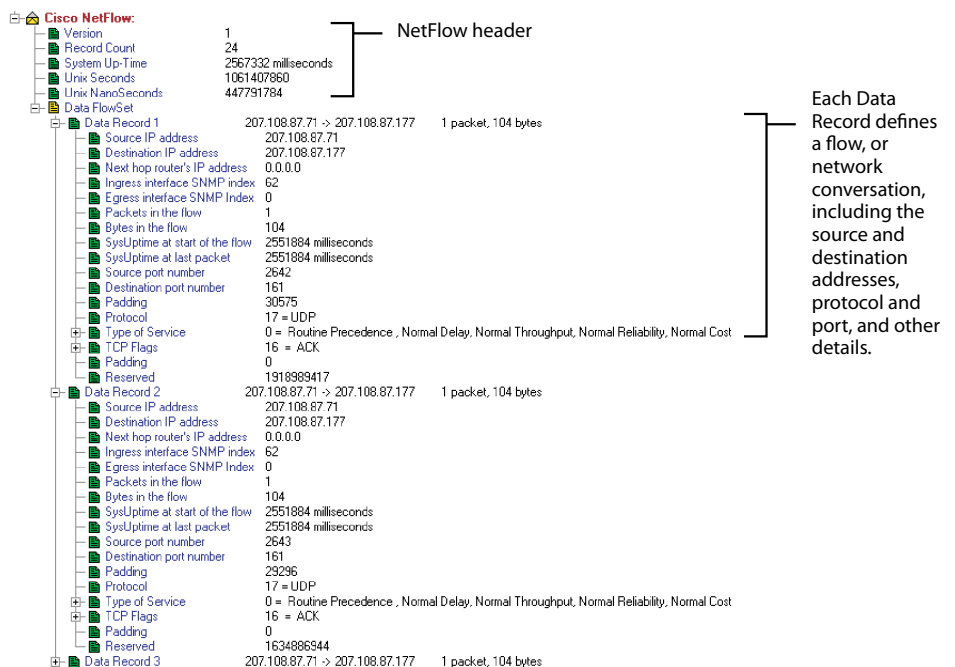 Cisco NetFlow:
Version 1
Record Count 24
System Up-Time 2567332 milliseconds
Unix Seconds 1061407860
Unix NanoSeconds 447791784
NetFlow header
Data FlowSet
Data Record 1 207.108.87.71 -> 207.108.87.177 1 packet, 104 bytes
Source IP address 207.108.87.71
Destination IP address 207.108.87.177
Next hop router's IP address 0.0.0.0
Ingress interface SNMP index 62
Egress interface SNMP Index 0
Packets in the flow 1
Bytes in the flow 104
SysUptime at start of the flow 2551884 milliseconds
SysUptime at last packet 2551884 milliseconds
Source port number 2642
Destination port number 161
Padding 30575
Protocol 17 = UDP
Type of Service 0 = Routine Precedence , Normal Delay, Normal Throughput, Normal Reliability, Normal Cost
TCP Flags 16 = ACK
Padding 0
Reserved 1918989417
Each Data
Record defines
a flow, or
network
conversation,
including the
source and
destination
addresses,
protocol and
port, and other
details.
Data Record 2 207.108.87.71 -> 207.108.87.177 1 packet, 104 bytes
Source IP address 207.108.87.71
Destination IP address 207.108.87.177
Next hop router's IP address 0.0.0.0
Ingress interface SNMP index 62
Egress interface SNMP Index 0
Packets in the flow 1
Bytes in the flow 104
SysUptime at start of the flow 2551884 milliseconds
SysUptime at last packet 2551884 milliseconds
Source port number 2643
Destination port number 161
Padding 29296
Protocol 17 = UDP
Type of Service 0 = Routine Precedence , Normal Delay, Normal Throughput, Normal Reliability, Normal Cost
TCP Flags 16 = ACK
Padding 0
Reserved 1634886944
Data Record 3 207.108.87.71 -> 207.108.87.177 1 packet, 104 bytes